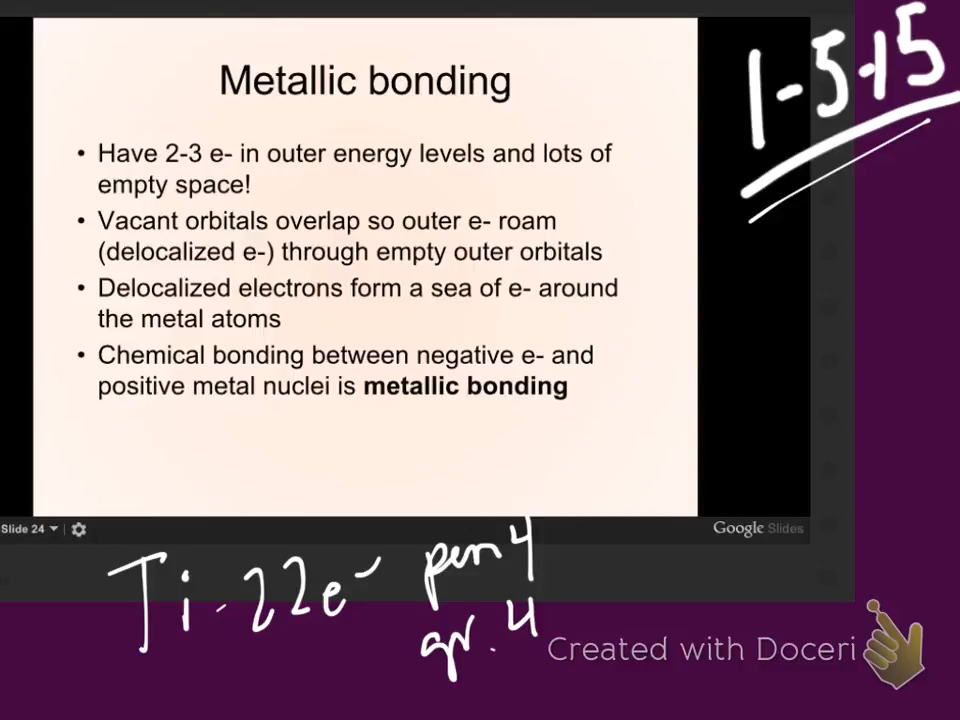 1-5-15
Metallic bonding
• Have 2-3 e- in outer energy levels and lots of
empty space!
• Vacant orbitals overlap so outer e- roam
(delocalized e-) through empty outer orbitals
• Delocalized electrons form a sea of e- around
the metal atoms
• Chemical bonding between negative e- and
positive metal nuclei is metallic bonding
Slide 24
Google Slides
Ti - 22e⁻
4
gr. 4
Created with Doceri